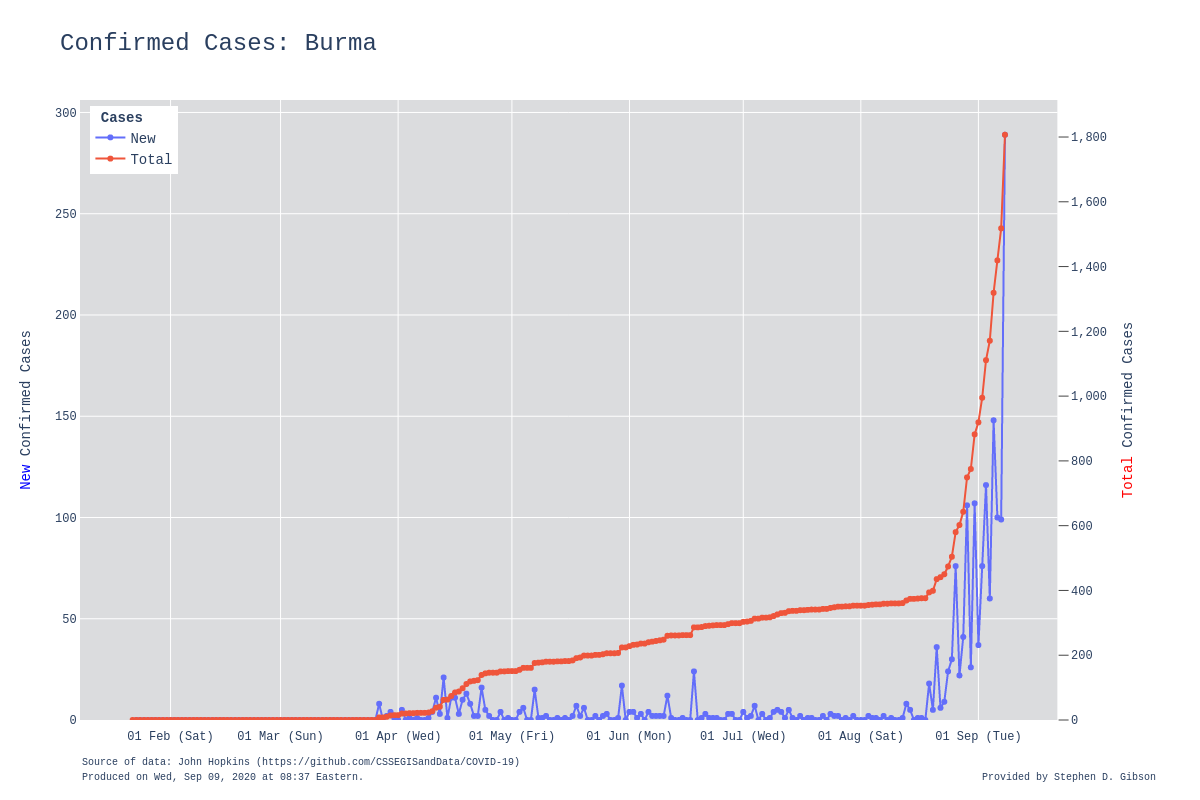 Confirmed Cases: Burma
Cases
New
Total
300
250
200
150
100
50
0
New Confirmed Cases
1,800
1,600
1,400
1,200
1,000
800
600
400
200
0
Total Confirmed Cases
01 Feb (Sat) 01 Mar (Sun) 01 Apr (Wed) 01 May (Fri) 01 Jun (Mon) 01 Jul (Wed) 01 Aug (Sat) 01 Sep (Tue)
Source of data: John Hopkins (https://github.com/CSSEGISandData/COVID-19)
Produced on Wed, Sep 09, 2020 at 08:37 Eastern.
Provided by Stephen D. Gibson